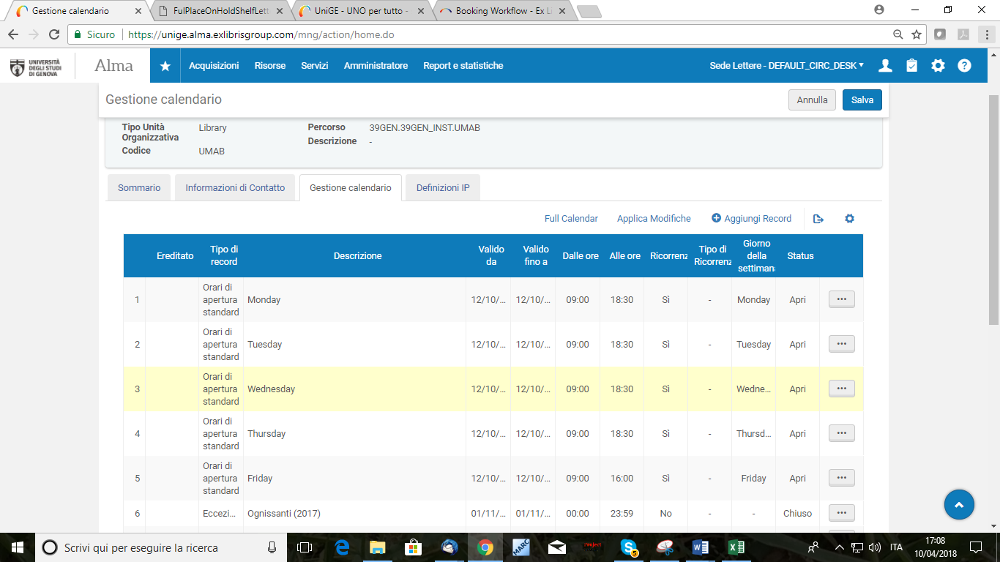 Gestione calendario
FulPlaceOnHoldShelfLett
UniGE - UNO per tutto -
Booking Workflow - Ex Li
Sicuro
https://unige.alma.exlibrisgroup.com/mng/action/home.do
UNIVERSITÀ
DEGLI STUDI
DI GENOVA
Alma
Acquisizioni Risorse Servizi Amministratore Report e statistiche
Sede Lettere - DEFAULT_CIRC_DESK
Gestione calendario
Annulla Salva
Tipo Unità Organizzativa Library Percorso 39GEN.39GEN_INST.UMAB
Descrizione -
Codice UMAB
Sommario Informazioni di Contatto Gestione calendario Definizioni IP
Full Calendar Applica Modifiche Aggiungi Record
Ereditato Tipo di record Descrizione Valido da Valido fino a Dalle ore Alle ore Ricorrenz Tipo di Ricorrenz Giorno della settiman Status
1 Orari di apertura standard Monday 12/10/... 12/10/... 09:00 18:30 Sì - Monday Apri ...
2 Orari di apertura standard Tuesday 12/10/... 12/10/... 09:00 18:30 Sì - Tuesday Apri ...
3 Orari di apertura standard Wednesday 12/10/... 12/10/... 09:00 18:30 Sì - Wedne... Apri ...
4 Orari di apertura standard Thursday 12/10/... 12/10/... 09:00 18:30 Sì - Thursd... Apri ...
5 Orari di apertura standard Friday 12/10/... 12/10/... 09:00 16:00 Sì - Friday Apri ...
6 Eccezi... Ognissanti (2017) 01/11/... 01/11/... 00:00 23:59 No - - Chiuso ...
Scrivi qui per eseguire la ricerca
MARC
5
ITA
17:08
10/04/2018